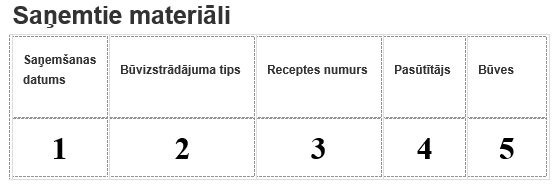 Saņemtie materiāli
Saņemšanas
datums
Būvizstrādājuma tips
Receptes numurs
Pasūtītājs
Būves
1
2
3
4
5